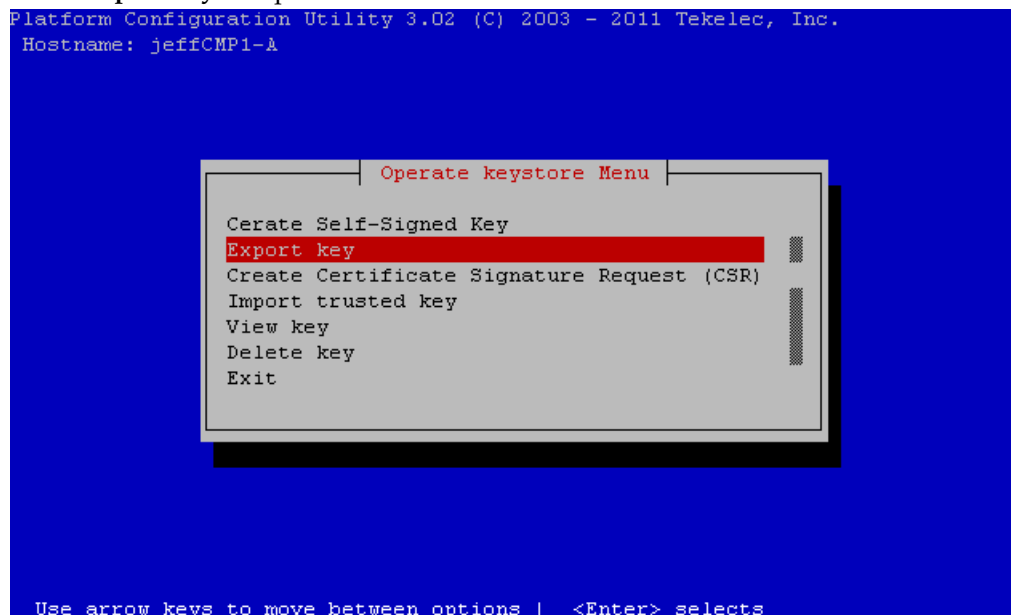 Platform Configuration Utility 3.02 (C) 2003 - 2011 Tekelec, Inc.
Hostname: jeffCMP1-A
Operate keystore Menu
Cerate Self-Signed Key
Export key
Create Certificate Signature Request (CSR)
Import trusted key
View key
Delete key
Exit
Use arrow keys to move between options | <Enter> selects